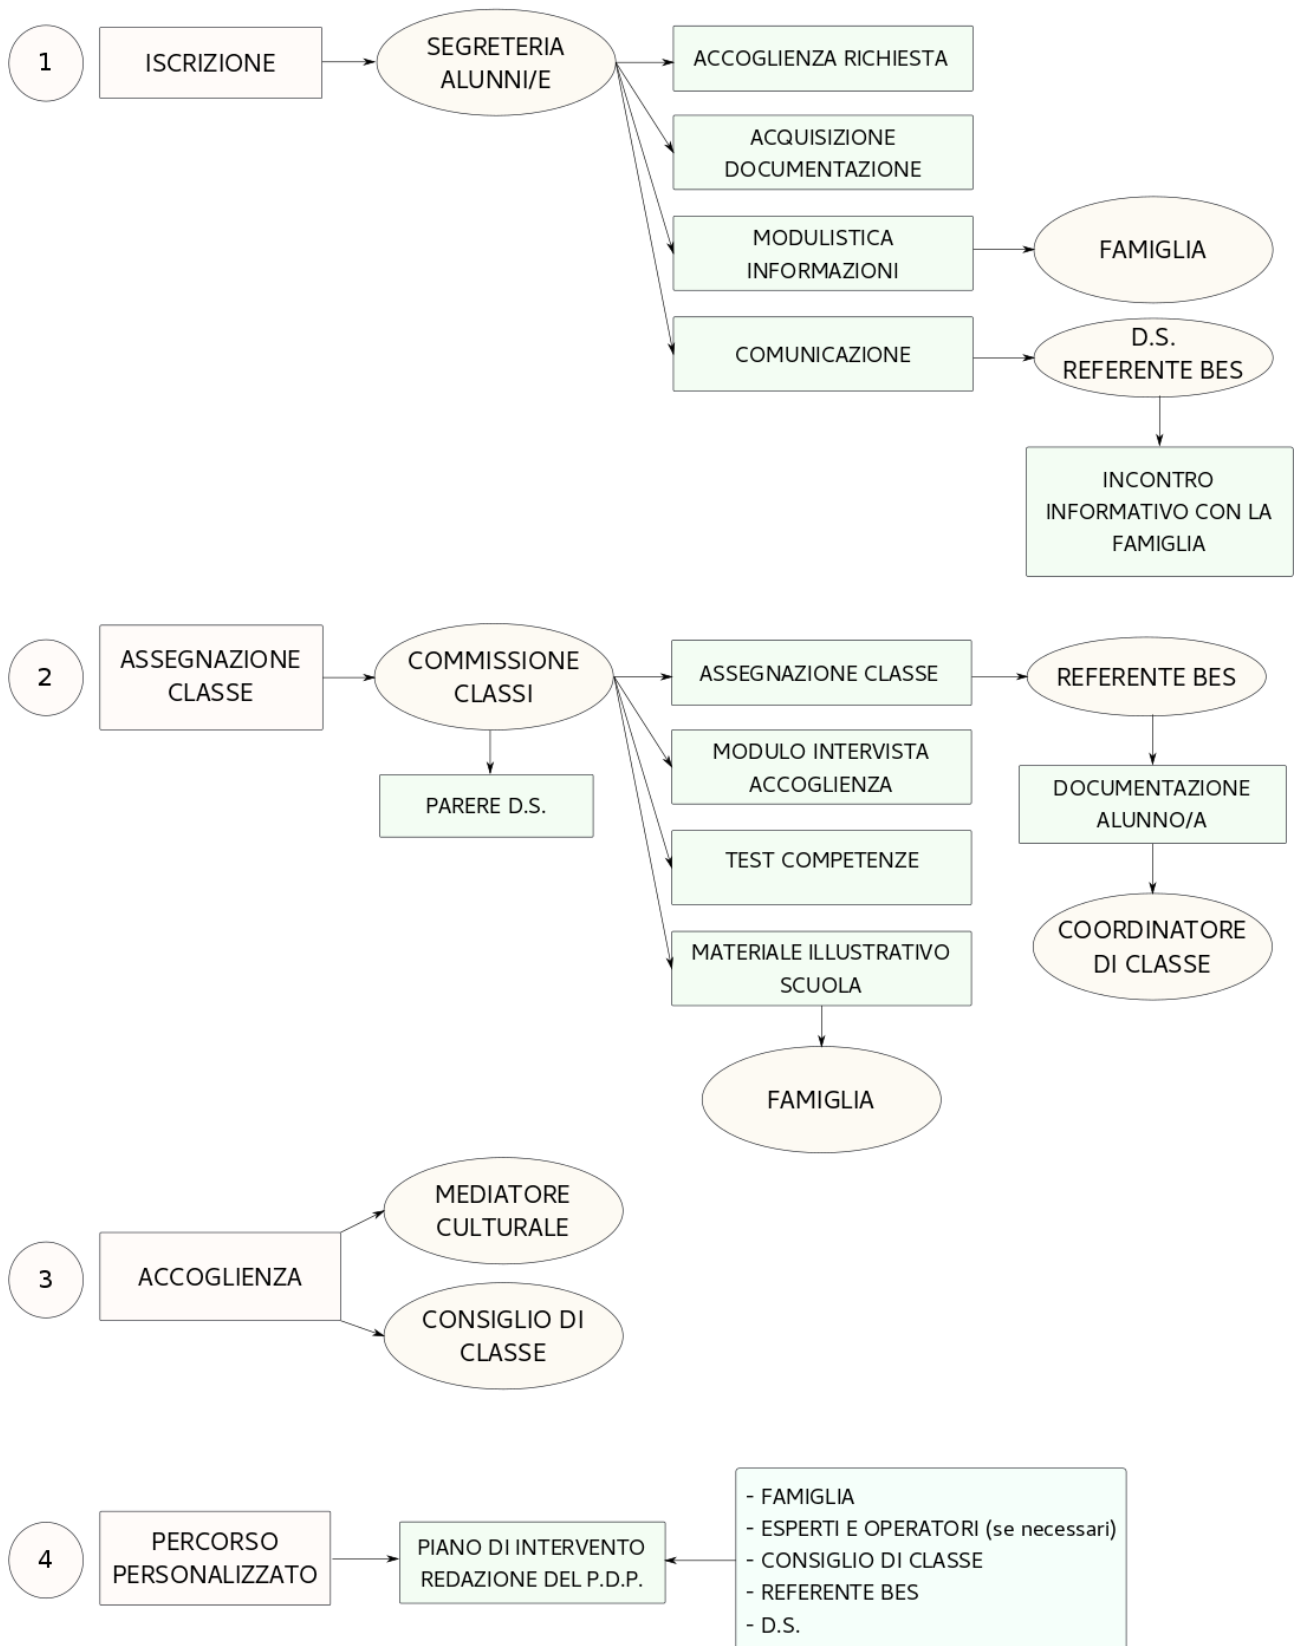 1
ISCRIZIONE
SEGRETERIA
ALUNNI/E
ACCOGLIENZA RICHIESTA
ACQUISIZIONE
DOCUMENTAZIONE
MODULISTICA
INFORMAZIONI
FAMIGLIA
COMUNICAZIONE
D.S.
REFERENTE BES
INCONTRO
INFORMATIVO CON LA
FAMIGLIA
2
ASSEGNAZIONE
CLASSE
COMMISSIONE
CLASSI
PARERE D.S.
ASSEGNAZIONE CLASSE
REFERENTE BES
MODULO INTERVISTA
ACCOGLIENZA
DOCUMENTAZIONE
ALUNNO/A
TEST COMPETENZE
COORDINATORE
DI CLASSE
MATERIALE ILLUSTRATIVO
SCUOLA
FAMIGLIA
3
ACCOGLIENZA
MEDIATORE
CULTURALE
CONSIGLIO DI
CLASSE
4
PERCORSO
PERSONALIZZATO
PIANO DI INTERVENTO
REDAZIONE DEL P.D.P.
- FAMIGLIA
- ESPERTI E OPERATORI (se necessari)
- CONSIGLIO DI CLASSE
- REFERENTE BES
- D.S.